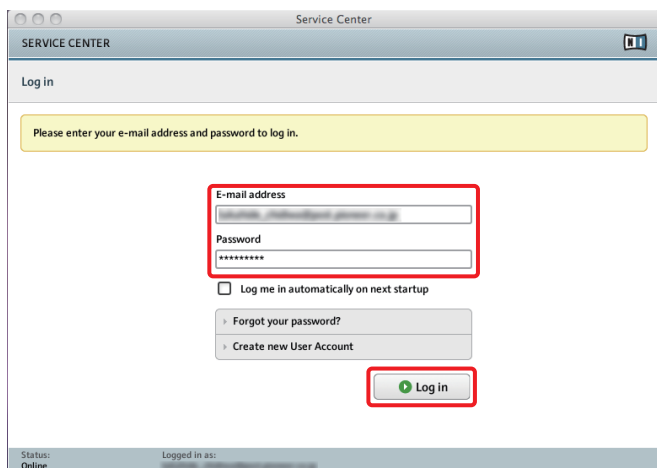 Service Center
SERVICE CENTER
Log in
Please enter your e-mail address and password to log in.
E-mail address
Password
*********
Log me in automatically on next startup
Forgot your password?
Create new User Account
Log in
Status: Logged in as:
Online